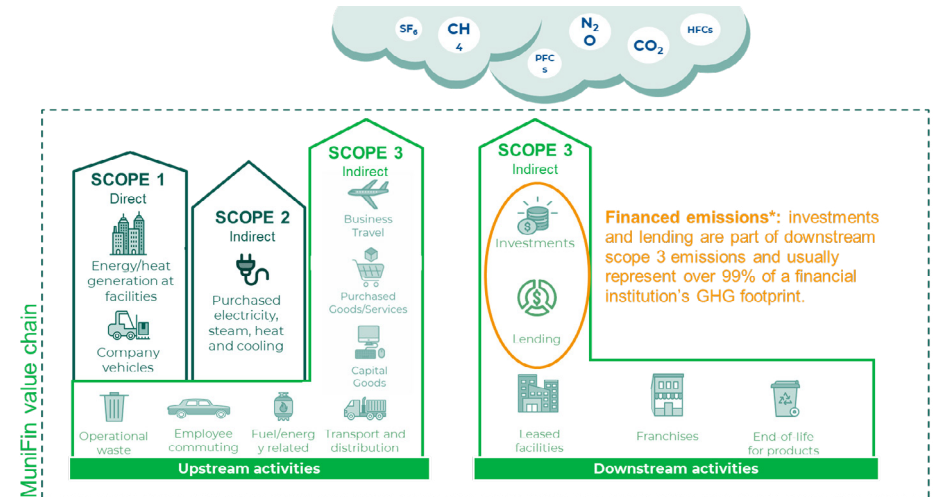 SF6
CH
4
N2
O
HFCs
CO2
PFC
s
MuniFin value chain
SCOPE 1
Direct
Energy/heat
generation at
facilities
Company
vehicles
SCOPE 2
Indirect
Purchased
electricity,
steam, heat
and cooling
SCOPE 3
Indirect
Business
Travel
Purchased
Goods/Services
Capital
Goods
Operational
waste
Employee
commuting
Fuel/energ
y related
Transport and
distribution
Upstream activities
SCOPE 3
Indirect
Investments
Lending
Financed emissions*: investments
and lending are part of downstream
scope 3 emissions and usually
represent over 99% of a financial
institution's GHG footprint.
Leased
facilities
Franchises
End-of-life
for products
Downstream activities